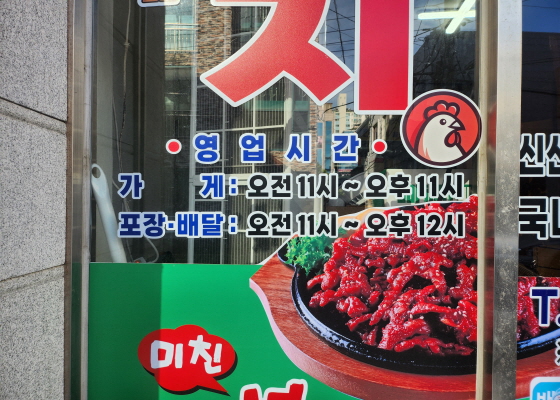 치
• 영업시간 •
가 게 : 오전 11시 ~ 오후 11시
포장·배달 : 오전 11시 ~ 오후 12시
미친